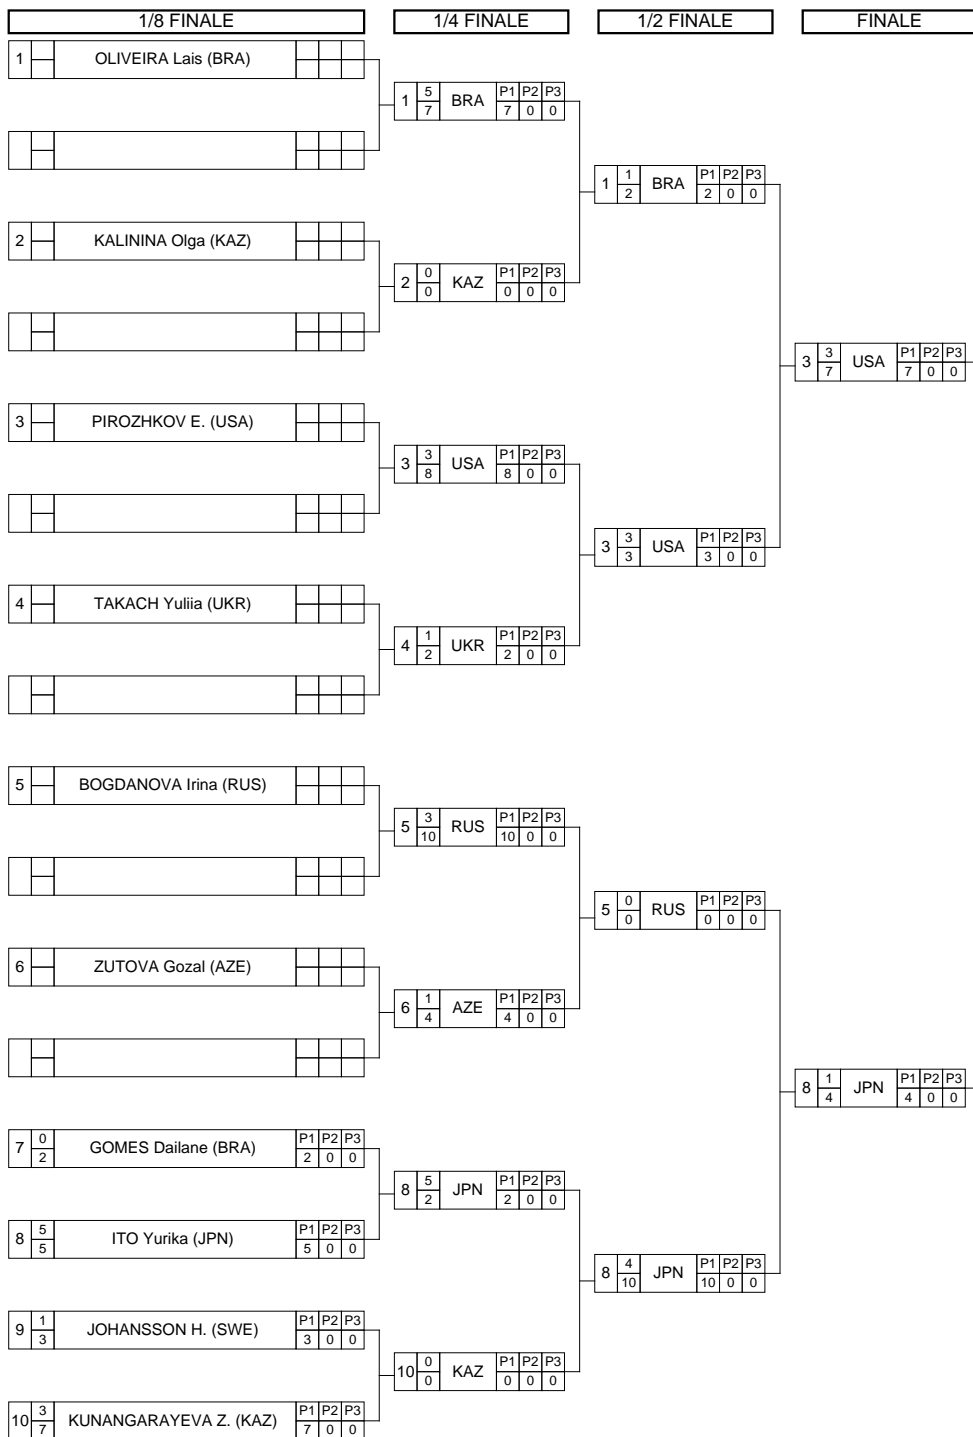 1/8 FINALE 1/4 FINALE 1/2 FINALE FINALE
1 OLIVEIRA Lais (BRA)
1 5 BRA P1 P2 P3
7 7 0 0
1 1 BRA P1 P2 P3
2 2 0 0
2 KALININA Olga (KAZ)
2 0 KAZ P1 P2 P3
0 0 0 0
3 3 USA P1 P2 P3
7 7 0 0
3 PIROZHKOV E. (USA)
3 3 USA P1 P2 P3
8 8 0 0
3 3 USA P1 P2 P3
3 3 0 0
4 TAKACH Yuliia (UKR)
4 1 UKR P1 P2 P3
2 2 0 0
5 BOGDANOVA Irina (RUS)
5 3 RUS P1 P2 P3
10 10 0 0
5 0 RUS P1 P2 P3
0 0 0 0
6 ZUTOVA Gozal (AZE)
6 1 AZE P1 P2 P3
4 4 0 0
8 1 JPN P1 P2 P3
4 4 0 0
7 0 GOMES Dailane (BRA) P1 P2 P3
2 2 0 0
8 5 JPN P1 P2 P3
2 2 0 0
8 5 ITO Yurika (JPN) P1 P2 P3
5 5 0 0
8 4 JPN P1 P2 P3
10 10 0 0
9 1 JOHANSSON H. (SWE) P1 P2 P3
3 3 0 0
10 0 KAZ P1 P2 P3
0 0 0 0
10 3 KUNANGARAYEVA Z. (KAZ) P1 P2 P3
7 7 0 0